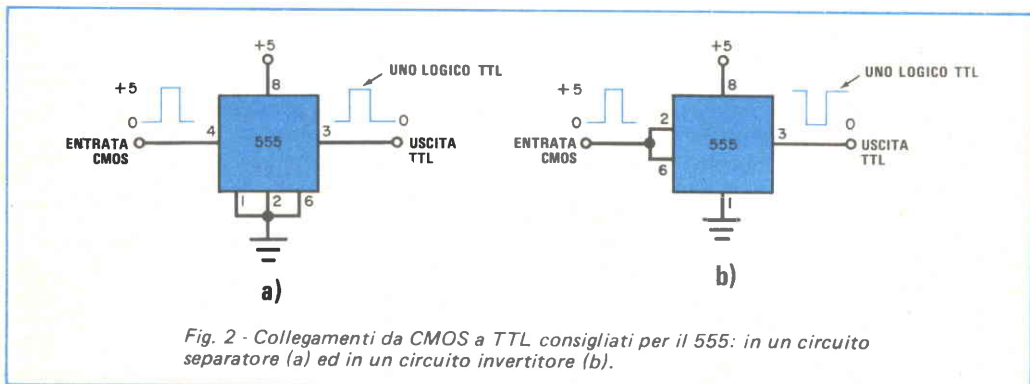 +5
8
+5
0
ENTRATA
CMOS
4
555
3
UNO LOGICO TTL
0
USCITA
TTL
1
2
6
a)
+5
8
+5
0
ENTRATA
CMOS
2
6
555
3
UNO LOGICO TTL
0
USCITA
TTL
1
b)
Fig. 2 - Collegamenti da CMOS a TTL consigliati per il 555: in un circuito
separatore (a) ed in un circuito invertitore (b).